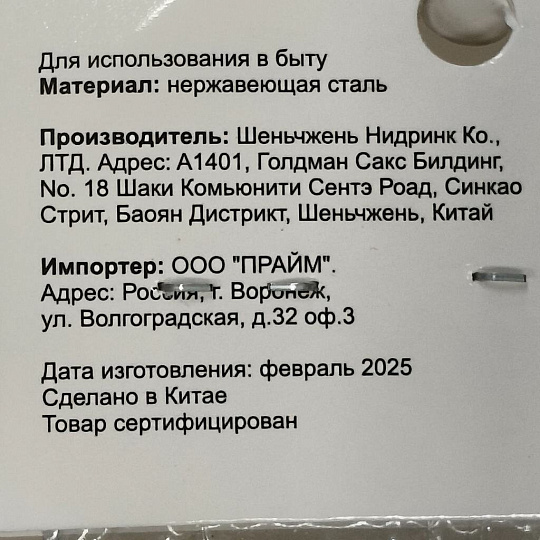 Для использования в быту
Материал: нержавеющая сталь
Производитель: Шеньчжень Нидринк Ко.,
ЛТД. Адрес: А1401, Голдман Сакс Билдинг,
No. 18 Шаки Комьюнити Сентэ Роад, Синкао
Стрит, Баоян Дистрикт, Шеньчжень, Китай
Импортер: ООО "ПРАЙМ".
Адрес: Россия, г. Воронеж,
ул. Волгоградская, д.32 оф.3
Дата изготовления: февраль 2025
Сделано в Китае
Товар сертифицирован